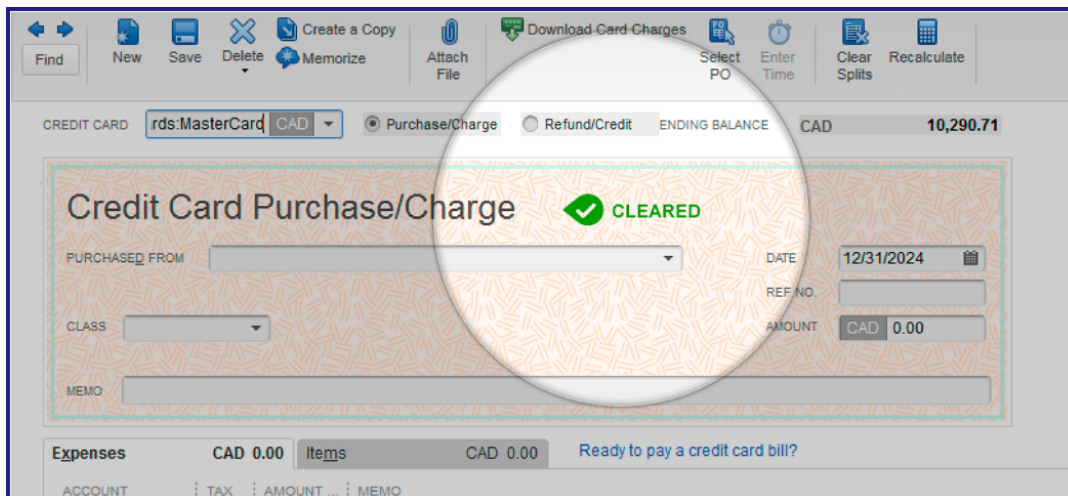 Find
New
Save
Delete
Create a Copy
Memorize
Attach
File
Download Card Charges
Select
PO
Enter
Time
Clear
Splits
Recalculate
CREDIT CARD rds:MasterCard CAD Purchase/Charge Refund/Credit ENDING BALANCE CAD 10,290.71
Credit Card Purchase/Charge CLEARED
PURCHASED FROM DATE 12/31/2024
REF NO.
CLASS AMOUNT CAD 0.00
MEMO
Expenses CAD 0.00 Items CAD 0.00 Ready to pay a credit card bill?
ACCOUNT TAX AMOUNT ... MEMO